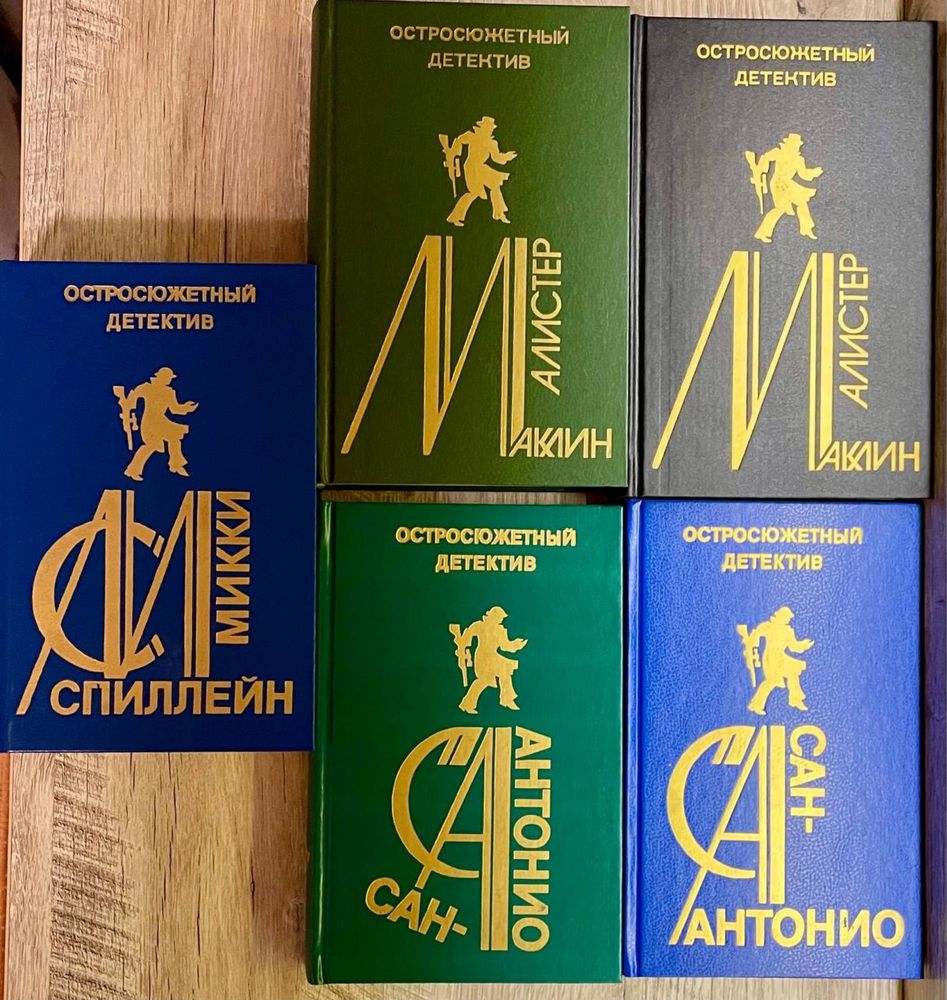 ОСТРОСЮЖЕТНЫЙ
ДЕТЕКТИВ
МИККИ
СПИЛЛЕЙН
ОСТРОСЮЖЕТНЫЙ
ДЕТЕКТИВ
АЛИСТЕР
МАКЛИН
ОСТРОСЮЖЕТНЫЙ
ДЕТЕКТИВ
АЛИСТЕР
МАКЛИН
ОСТРОСЮЖЕТНЫЙ
ДЕТЕКТИВ
САН-
АНТОНИО
ОСТРОСЮЖЕТНЫЙ
ДЕТЕКТИВ
САН-
АНТОНИО